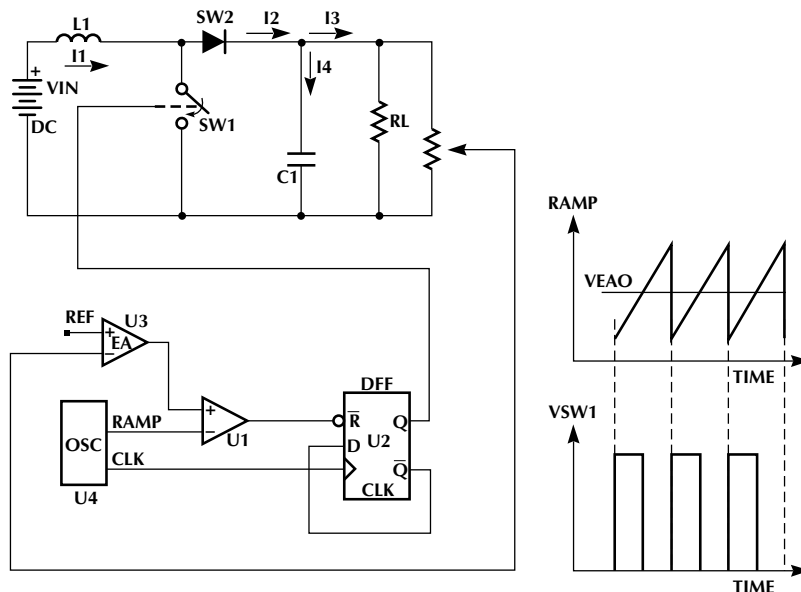 SW2
L1
I2
I3
I1
I4
+
VIN
DC
SW1
RL
C1
REF
U3
+
EA
−
+
−
U1
OSC
RAMP
CLK
U4
DFF
R̅
Q
D
U2
Q̅
CLK
RAMP
VEAO
TIME
VSW1
TIME